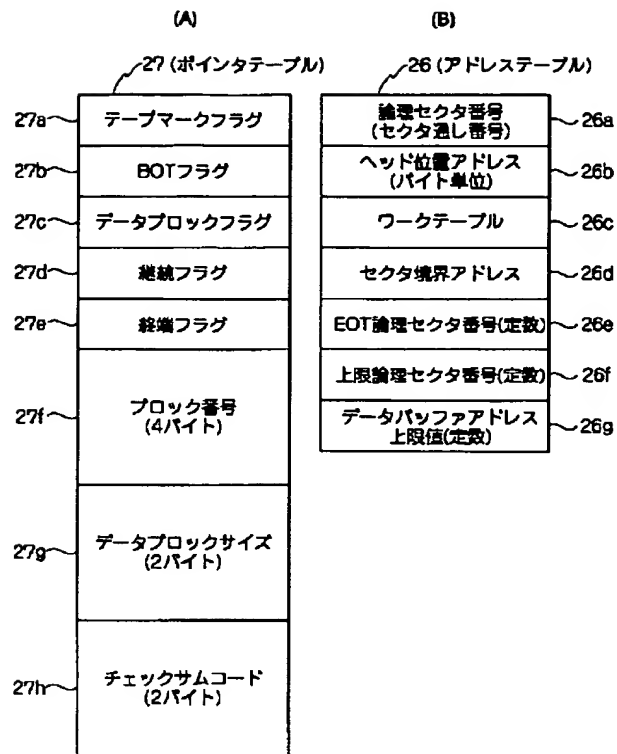 (A)
27 (ポインタテーブル)
27a テープマークフラグ
27b BOTフラグ
27c データブロックフラグ
27d 継続フラグ
27e 終端フラグ
27f ブロック番号
(4バイト)
27g データブロックサイズ
(2バイト)
27h チェックサムコード
(2バイト)
(B)
26 (アドレステーブル)
論理セクタ番号
(セクタ通し番号) 26a
ヘッド位置アドレス
(バイト単位) 26b
ワークテーブル 26c
セクタ境界アドレス 26d
EOT論理セクタ番号(定数) 26e
上限論理セクタ番号(定数) 26f
データバッファアドレス
上限値(定数) 26g